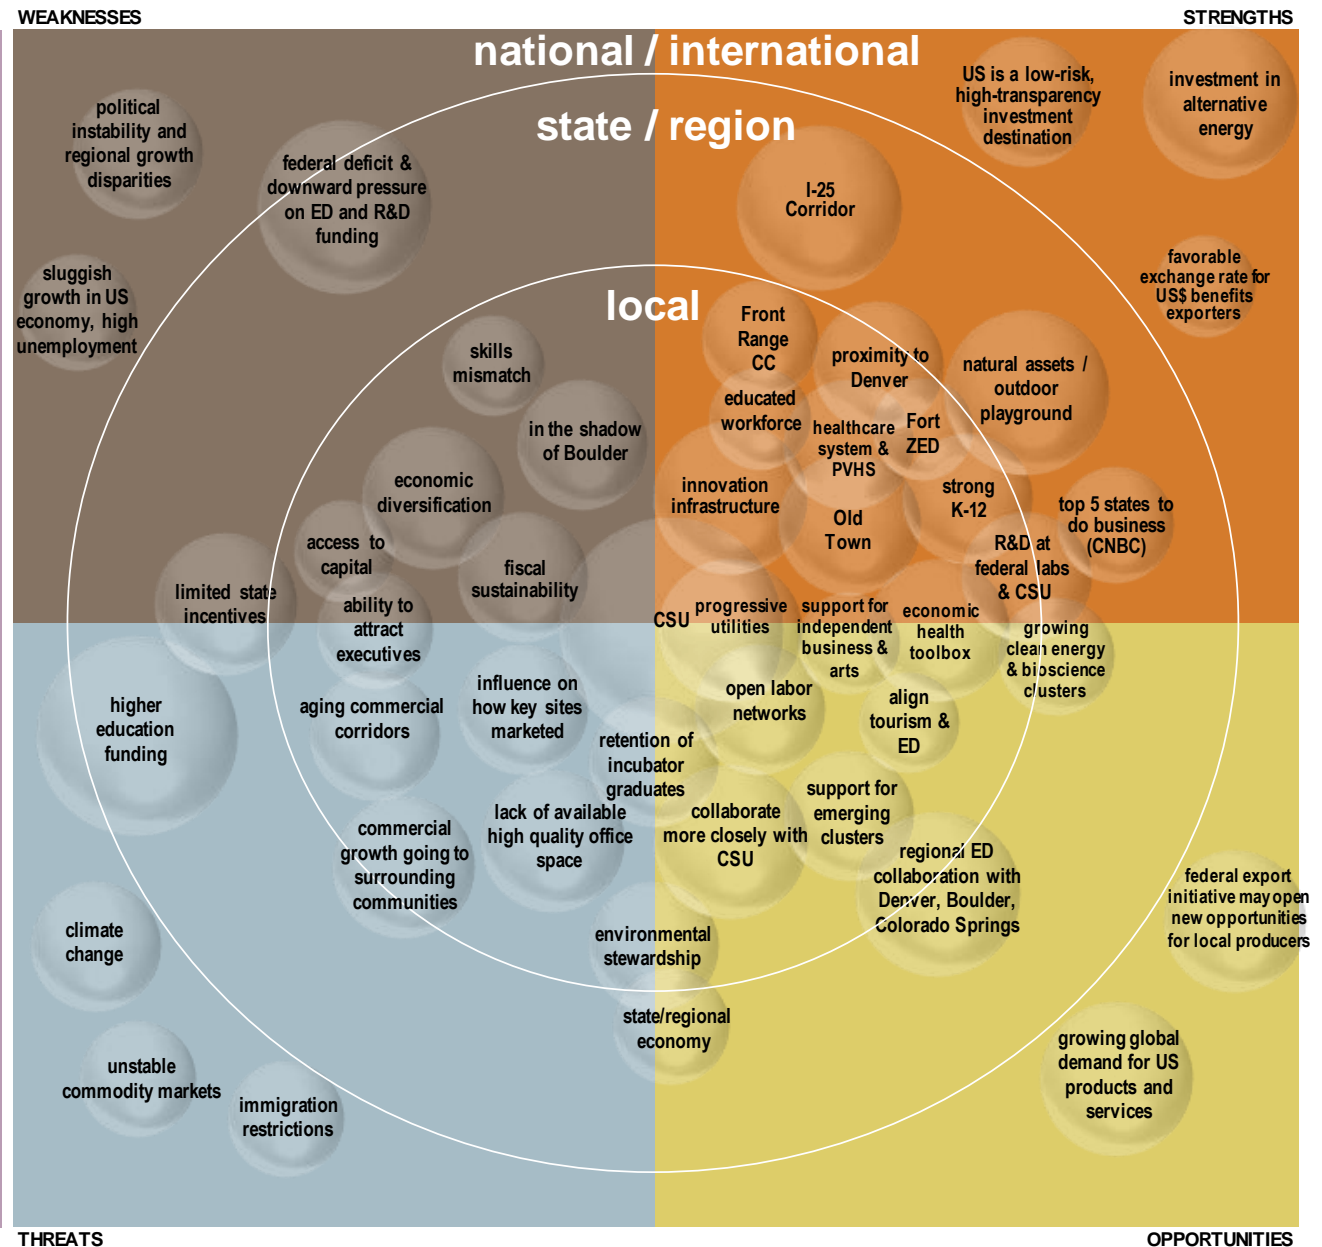 WEAKNESSES
STRENGTHS
national / international
state / region
local
political
instability and
regional growth
disparities
federal deficit &
downward pressure
on ED and R&D
funding
sluggish
growth in US
economy, high
unemployment
skills
mismatch
in the shadow
of Boulder
economic
diversification
access to
capital
fiscal
sustainability
limited state
incentives
ability to
attract
executives
US is a low-risk,
high-transparency
investment
destination
investment in
alternative
energy
I-25
Corridor
favorable
exchange rate for
US$ benefits
exporters
Front
Range
CC
proximity to
Denver
natural assets /
outdoor
playground
educated
workforce
healthcare
system &
PVHS
Fort
ZED
innovation
infrastructure
Old
Town
strong
K-12
top 5 states to
do business
(CNBC)
R&D at
federal labs
& CSU
CSU
progressive
utilities
support for
independent
business &
arts
economic
health
toolbox
growing
clean energy
& bioscience
clusters
higher
education
funding
aging commercial
corridors
influence on
how key sites
marketed
retention of
incubator
graduates
open labor
networks
align
tourism &
ED
commercial
growth going to
surrounding
communities
lack of available
high quality office
space
collaborate
more closely with
CSU
support for
emerging
clusters
regional ED
collaboration with
Denver, Boulder,
Colorado Springs
federal export
initiative may open
new opportunities
for local producers
climate
change
environmental
stewardship
state/regional
economy
unstable
commodity markets
immigration
restrictions
growing global
demand for US
products and
services
THREATS
OPPORTUNITIES